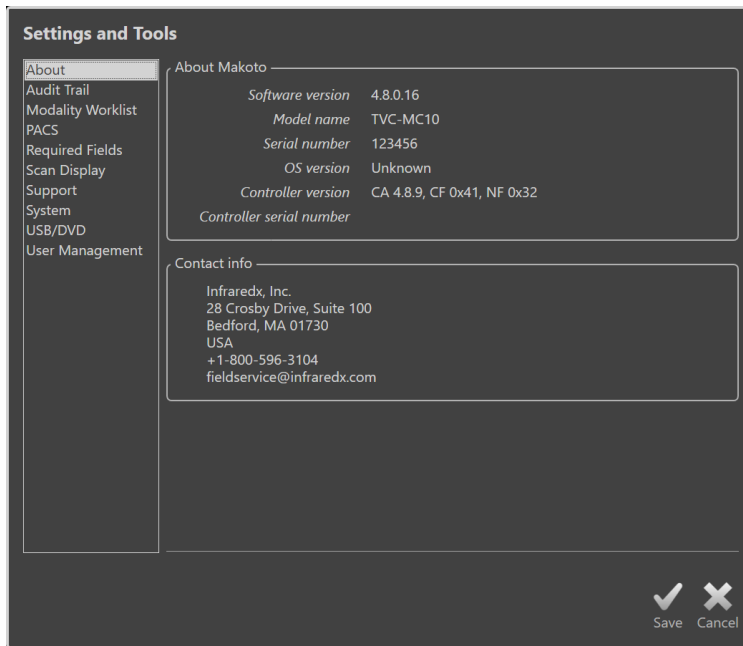 Settings and Tools
About
Audit Trail
Modality Worklist
PACS
Required Fields
Scan Display
Support
System
USB/DVD
User Management
About Makoto
Software version 4.8.0.16
Model name TVC-MC10
Serial number 123456
OS version Unknown
Controller version CA 4.8.9, CF 0x41, NF 0x32
Controller serial number
Contact info
Infraredx, Inc.
28 Crosby Drive, Suite 100
Bedford, MA 01730
USA
+1-800-596-3104
fieldservice@infraredx.com
Save Cancel